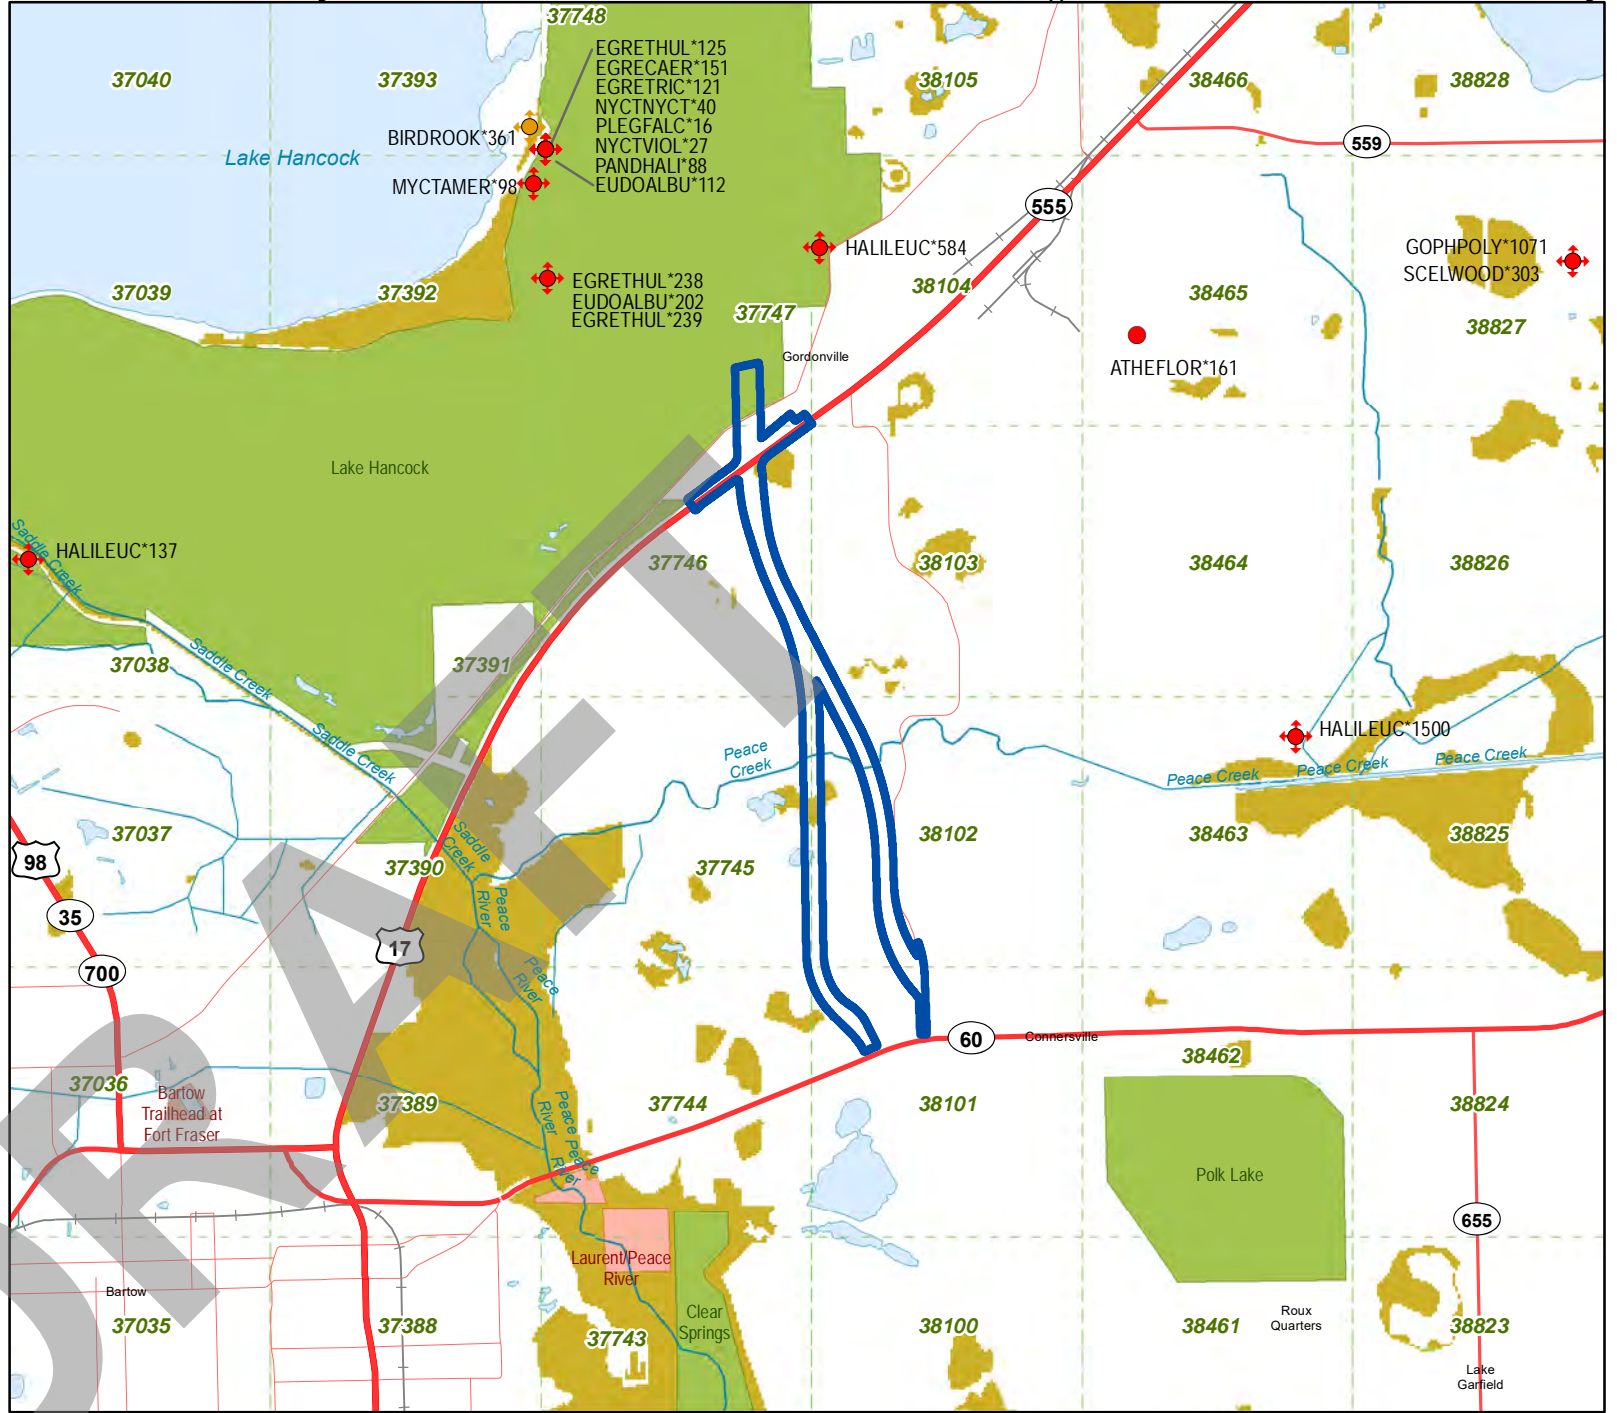 37748
EGRETHUL*125
EGRECAER*151
EGRETRIC*121
NYCTNYCT*40
PLEGFALC*16
NYCTVIOL*27
PANDHALI*88
EUDOALBU*112
37040
37393
38105
38466
38828
BIRDROOK*361
Lake Hancock
MYCTAMER*98
559
555
HALILEUC*584
GOPHPOLY*1071
SCELWOOD*303
37039
37392
EGRETHUL*238
EUDOALBU*202
EGRETHUL*239
37747
38104
38465
38827
Gordonville
ATHEFLOR*161
Lake Hancock
HALILEUC*137
Saddle Creek
37746
38103
38464
38826
37038
Saddle Creek
37391
Saddle Creek
Peace
Creek
HALILEUC*1500
Peace Creek
Peace Creek
Peace Creek
37037
98
35
700
37390
Saddle
Creek
37745
38102
38463
38825
Peace
River
17
Peace
River
60
Connersville
38462
37036
Bartow
Trailhead at
Fort Fraser
37389
Peace
River
Peace
River
37744
38101
38824
Polk Lake
655
Laurent/Peace
River
Bartow
37035
37388
37743
Clear
Springs
38100
38461
Roux
Quarters
38823
Lake
Garfield
DRAFT